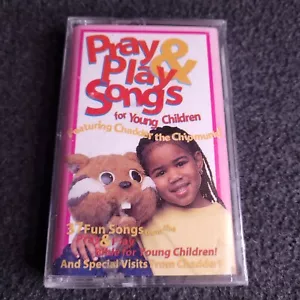 Pray &
Play
Songs
for Young Children
Featuring Chadder the Chipmunk
Fun Songs
Bible for Young Children!
And Special Visits From Chadder!